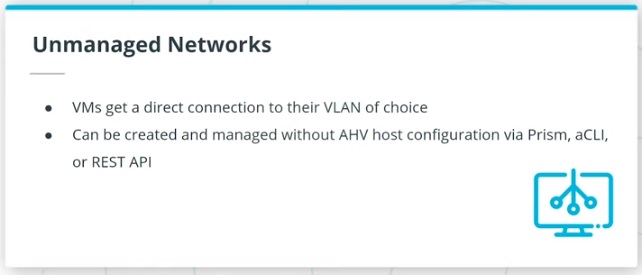 Unmanaged Networks
● VMs get a direct connection to their VLAN of choice
● Can be created and managed without AHV host configuration via Prism, aCLI,
or REST API